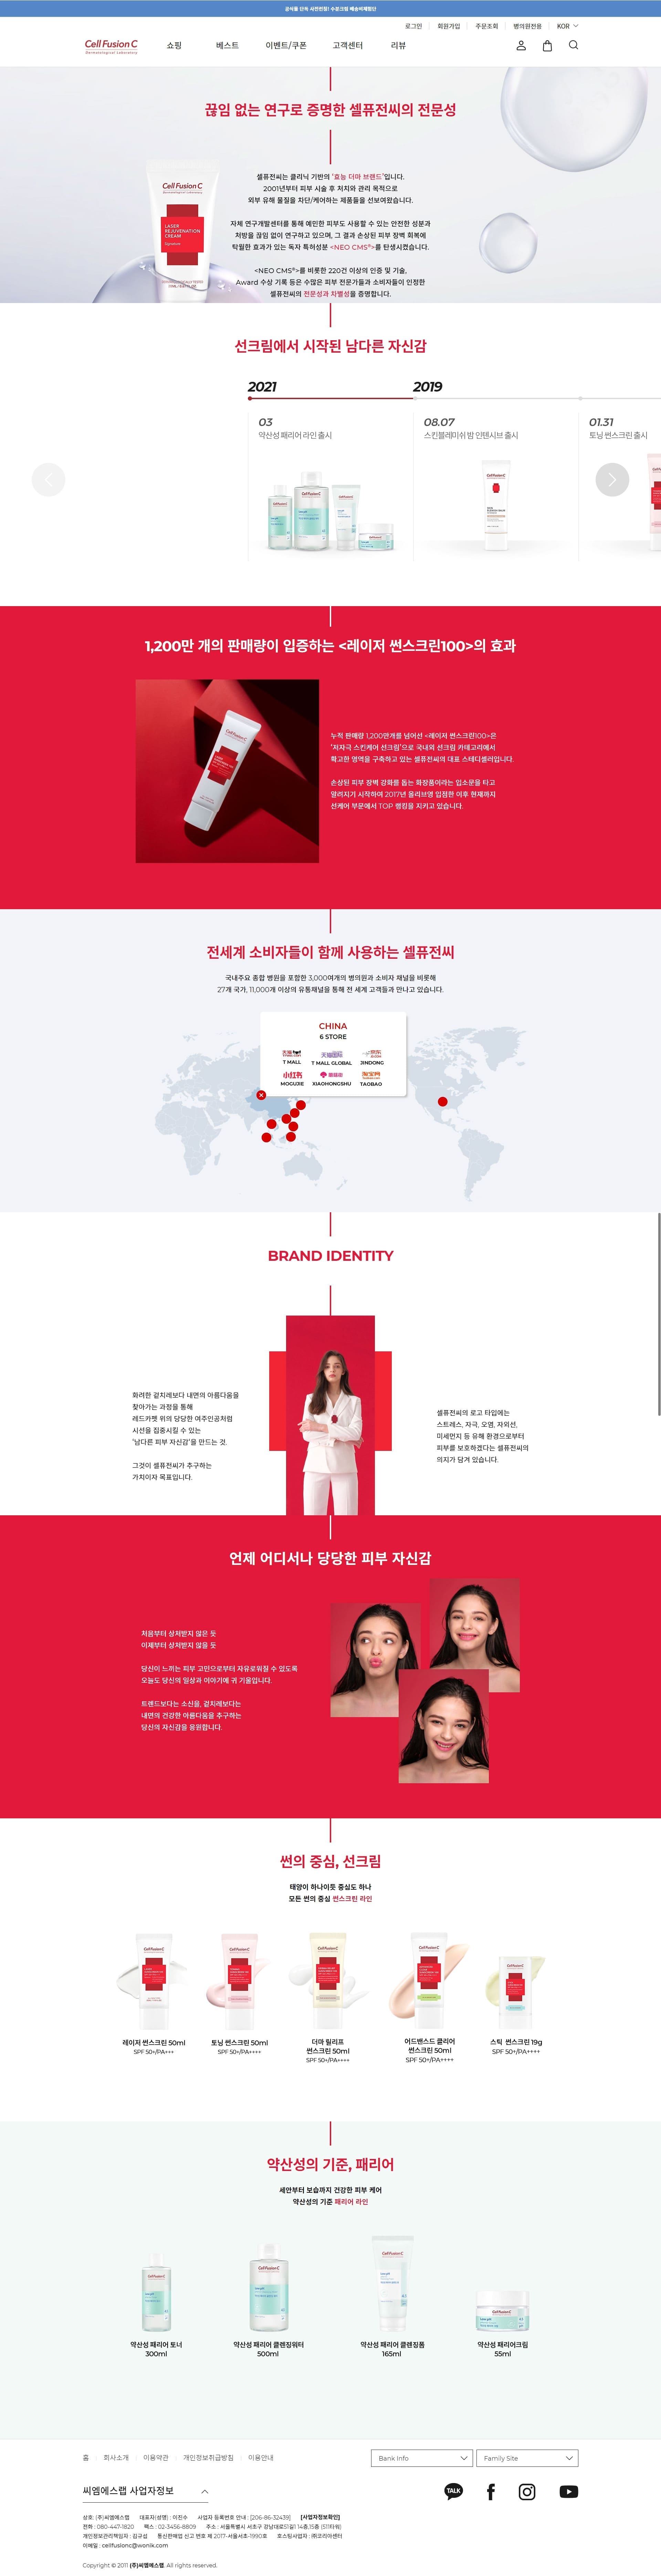 공식몰 단독 사전런칭! 수분크림 배송비체험단
로그인
회원가입
주문조회
병의원전용
KOR
Cell Fusion C
Dermatological Laboratory
쇼핑
베스트
이벤트/쿠폰
고객센터
리뷰
끊임 없는 연구로 증명한 셀퓨전씨의 전문성
셀퓨전씨는 클리닉 기반의 '효능 더마 브랜드'입니다.
2001년부터 피부 시술 후 처치와 관리 목적으로
외부 유해 물질을 차단/케어하는 제품들을 선보여왔습니다.
자체 연구개발센터를 통해 예민한 피부도 사용할 수 있는 안전한 성분과
처방을 끊임 없이 연구하고 있으며, 그 결과 손상된 피부 장벽 회복에
탁월한 효과가 있는 독자 특허성분 <NEO CMS®>를 탄생시켰습니다.
<NEO CMS®>를 비롯한 220건 이상의 인증 및 기술,
Award 수상 기록 등은 수많은 피부 전문가들과 소비자들이 인정한
셀퓨전씨의 전문성과 차별성을 증명합니다.
Cell Fusion C
Dermatological Laboratory
LASER
REJUVENATION
CREAM
Signature
선크림에서 시작된 남다른 자신감
2021
2019
03
약산성 패리어 라인 출시
08.07
스킨블레미쉬 밤 인텐시브 출시
01.31
토닝 썬스크린 출시
1,200만 개의 판매량이 입증하는 <레이저 썬스크린100>의 효과
누적 판매량 1,200만개를 넘어선 <레이저 썬스크린100>은
'저자극 스킨케어 선크림'으로 국내외 선크림 카테고리에서
확고한 영역을 구축하고 있는 셀퓨전씨의 대표 스테디셀러입니다.
손상된 피부 장벽 강화를 돕는 화장품이라는 입소문을 타고
알려지기 시작하여 2017년 올리브영 입점한 이후 현재까지
선케어 부문에서 TOP 랭킹을 지키고 있습니다.
전세계 소비자들이 함께 사용하는 셀퓨전씨
국내주요 종합 병원을 포함한 3,000여개의 병의원과 소비자 채널을 비롯해
27개 국가, 11,000개 이상의 유통채널을 통해 전 세계 고객들과 만나고 있습니다.
CHINA
6 STORE
T MALL
T MALL GLOBAL
JINDONG
小红书
蘑菇街
淘宝网
MOGUJIE
XIAOHONGSHU
TAOBAO
BRAND IDENTITY
화려한 겉치레보다 내면의 아름다움을
찾아가는 과정을 통해
레드카펫 위의 당당한 여주인공처럼
시선을 집중시킬 수 있는
'남다른 피부 자신감'을 만드는 것.
그것이 셀퓨전씨가 추구하는
가치이자 목표입니다.
셀퓨전씨의 로고 타입에는
스트레스, 자극, 오염, 자외선,
미세먼지 등 유해 환경으로부터
피부를 보호하겠다는 셀퓨전씨의
의지가 담겨 있습니다.
언제 어디서나 당당한 피부 자신감
처음부터 상처받지 않은 듯
이제부터 상처받지 않을 듯
당신이 느끼는 피부 고민으로부터 자유로워질 수 있도록
오늘도 당신의 일상과 이야기에 귀 기울입니다.
트렌드보다는 소신을, 겉치레보다는
내면의 건강한 아름다움을 추구하는
당신의 자신감을 응원합니다.
썬의 중심, 선크림
태양이 하나이듯 중심도 하나
모든 썬의 중심 썬스크린 라인
레이저 썬스크린 50ml
SPF 50+/PA+++
토닝 썬스크린 50ml
SPF 50+/PA++++
더마 릴리프
썬스크린 50ml
SPF 50+/PA++++
어드밴스드 클리어
썬스크린 50ml
SPF 50+/PA++++
스틱 썬스크린 19g
SPF 50+/PA++++
약산성의 기준, 패리어
세안부터 보습까지 건강한 피부 케어
약산성의 기준 패리어 라인
약산성 패리어 토너
300ml
약산성 패리어 클렌징워터
500ml
약산성 패리어 클렌징폼
165ml
약산성 패리어크림
55ml
홈
회사소개
이용약관
개인정보취급방침
이용안내
Bank Info
Family Site
씨엠에스랩 사업자정보
TALK
상호: (주)씨엠에스랩 대표자(성명) : 이진수 사업자 등록번호 안내 : [206-86-32439] [사업자정보확인]
전화 : 080-447-1820 팩스 : 02-3456-8809 주소 : 서울특별시 서초구 강남대로51길1 14층,15층 (511타워)
개인정보관리책임자 : 김규섭 통신판매업 신고 번호 제 2017-서울서초-1990호 호스팅사업자 : ㈜코리아센터
이메일 : cellfusionc@wonik.com
Copyright © 2011 (주)씨엠에스랩. All rights reserved.